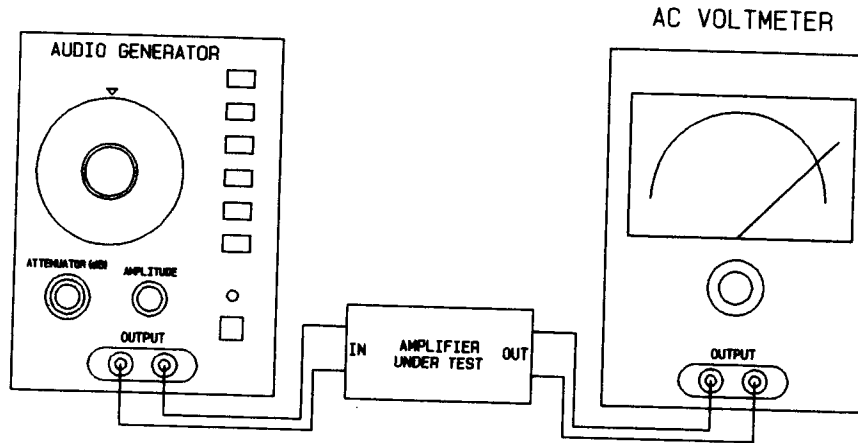 AC VOLTMETER
AUDIO GENERATOR
ATTENUATOR (dB)
AMPLITUDE
OUTPUT
IN
AMPLIFIER
UNDER TEST
OUT
OUTPUT